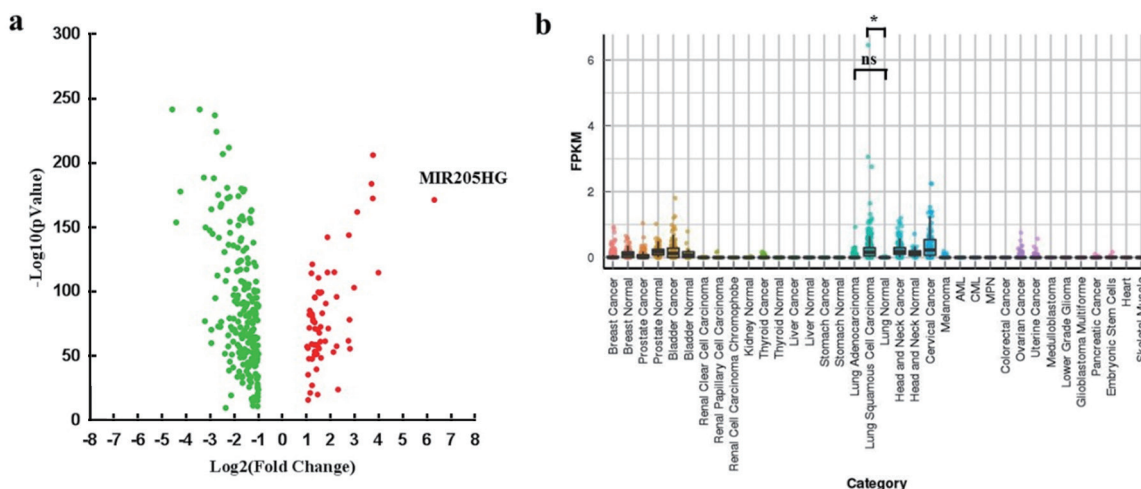 a
300
250
200
150
100
50
0
-Log10(pValue)
MIR205HG
-8 -7 -6 -5 -4 -3 -2 -1 0 1 2 3 4 5 6 7 8
Log2(Fold Change)
b
*
ns
6
4
2
0
FPKM
Breast Cancer
Breast Normal
Prostate Cancer
Prostate Normal
Bladder Cancer
Bladder Normal
Renal Clear Cell Carcinoma
Renal Papillary Cell Carcinoma
Renal Cell Carcinoma Chromophobe
Kidney Normal
Thyroid Cancer
Thyroid Normal
Liver Cancer
Liver Normal
Stomach Cancer
Stomach Normal
Lung Adenocarcinoma
Lung Squamous Cell Carcinoma
Lung Normal
Head and Neck Cancer
Head and Neck Normal
Cervical Cancer
Melanoma
AML
CML
MPN
Colorectal Cancer
Ovarian Cancer
Uterine Cancer
Medulloblastoma
Lower Grade Glioma
Glioblastoma Multiforme
Pancreatic Cancer
Embryonic Stem Cells
Heart
Skeletal Muscle
Category